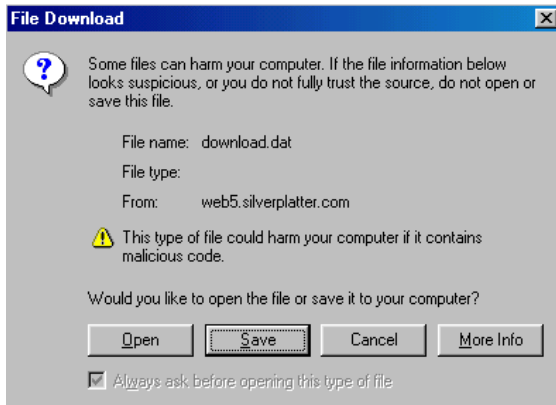 File Download
Some files can harm your computer. If the file information below
looks suspicious, or you do not fully trust the source, do not open or
save this file.
File name: download.dat
File type:
From: web5.silverplatter.com
This type of file could harm your computer if it contains
malicious code.
Would you like to open the file or save it to your computer?
Open Save Cancel More Info
Always ask before opening this type of file